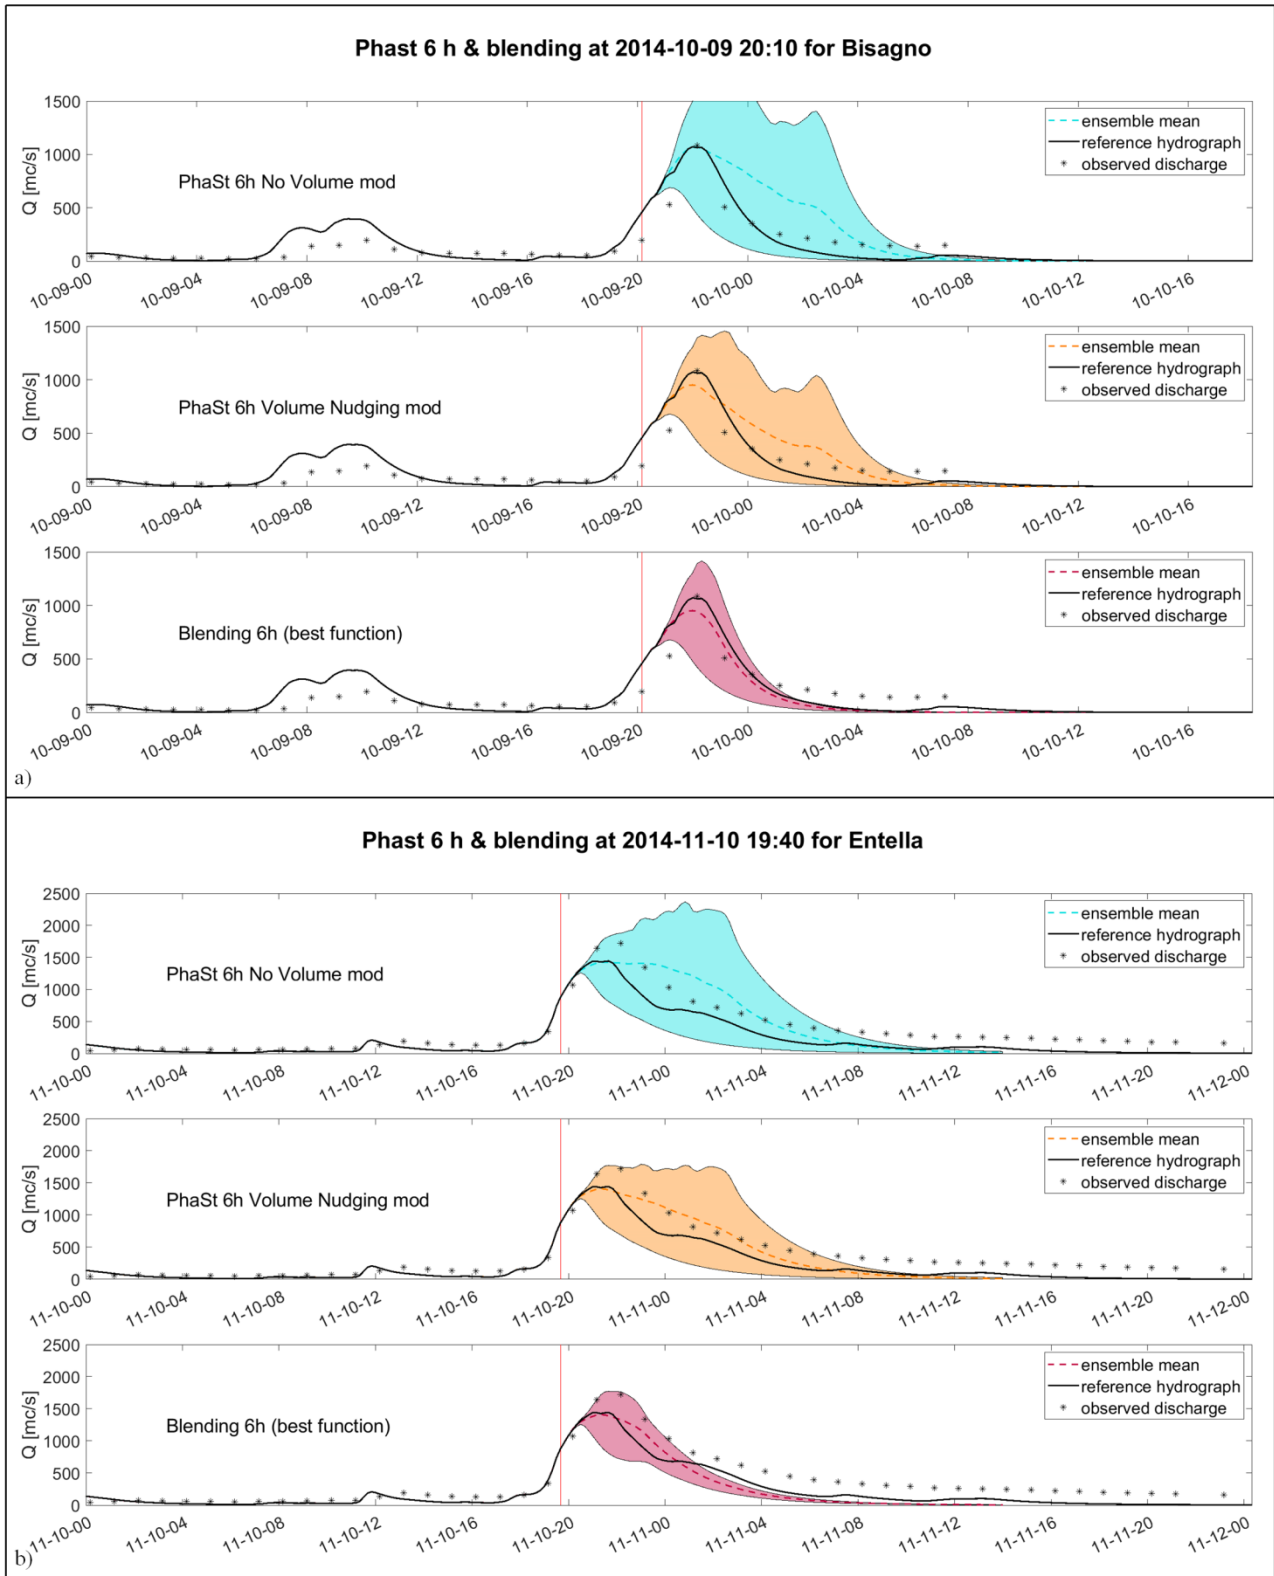 Phast 6 h & blending at 2014-10-09 20:10 for Bisagno
1500
1000
500
0
Q [mc/s]
PhaSt 6h No Volume mod
ensemble mean
reference hydrograph
observed discharge
10-09-00 10-09-04 10-09-08 10-09-12 10-09-16 10-09-20 10-10-00 10-10-04 10-10-08 10-10-12 10-10-16
1500
1000
500
0
Q [mc/s]
PhaSt 6h Volume Nudging mod
ensemble mean
reference hydrograph
observed discharge
10-09-00 10-09-04 10-09-08 10-09-12 10-09-16 10-09-20 10-10-00 10-10-04 10-10-08 10-10-12 10-10-16
1500
1000
500
0
Q [mc/s]
Blending 6h (best function)
ensemble mean
reference hydrograph
observed discharge
10-09-00 10-09-04 10-09-08 10-09-12 10-09-16 10-09-20 10-10-00 10-10-04 10-10-08 10-10-12 10-10-16
a)
Phast 6 h & blending at 2014-11-10 19:40 for Entella
2500
2000
1500
1000
500
0
Q [mc/s]
PhaSt 6h No Volume mod
ensemble mean
reference hydrograph
observed discharge
11-10-00 11-10-04 11-10-08 11-10-12 11-10-16 11-10-20 11-11-00 11-11-04 11-11-08 11-11-12 11-11-16 11-11-20 11-12-00
2500
2000
1500
1000
500
0
Q [mc/s]
PhaSt 6h Volume Nudging mod
ensemble mean
reference hydrograph
observed discharge
11-10-00 11-10-04 11-10-08 11-10-12 11-10-16 11-10-20 11-11-00 11-11-04 11-11-08 11-11-12 11-11-16 11-11-20 11-12-00
2500
2000
1500
1000
500
0
Q [mc/s]
Blending 6h (best function)
ensemble mean
reference hydrograph
observed discharge
11-10-00 11-10-04 11-10-08 11-10-12 11-10-16 11-10-20 11-11-00 11-11-04 11-11-08 11-11-12 11-11-16 11-11-20 11-12-00
b)